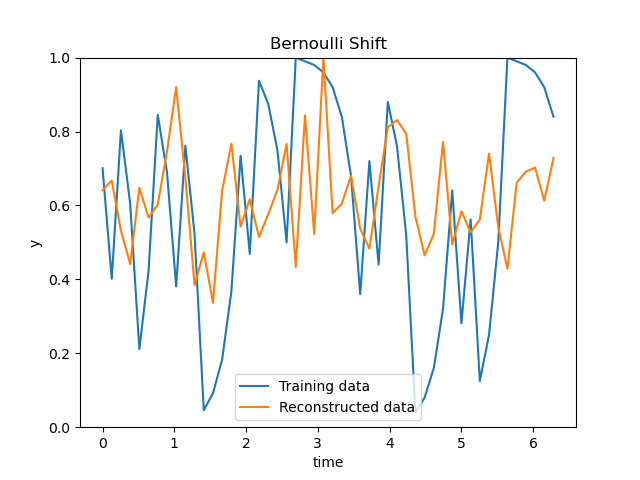 Bernoulli Shift
1.0
0.8
0.6
0.4
0.2
0.0
y
Training data
Reconstructed data
0 1 2 3 4 5 6
time